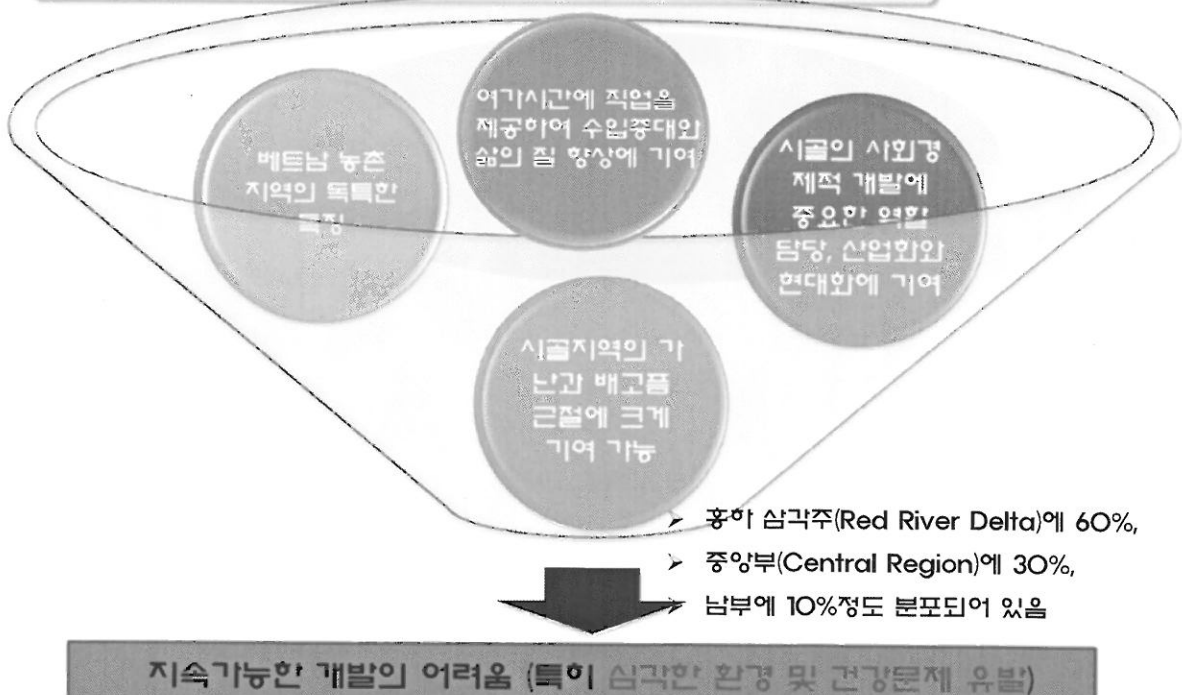 여가시간에 직업을
제공하여 수입증대와
삶의 질 향상에 기여
베트남 농촌
지역의 독특한
특징
시골의 사회경
제적 개발에
중요한 역할
담당, 산업화와
현대화에 기여
시골지역의 가
난과 배고픔
근절에 크게
기여 가능
➤ 홍하 삼각주(Red River Delta)에 60%,
➤ 중앙부(Central Region)에 30%,
➤ 남부에 10%정도 분포되어 있음
지속가능한 개발의 어려움 (특히 심각한 환경 및 건강문제 유발)